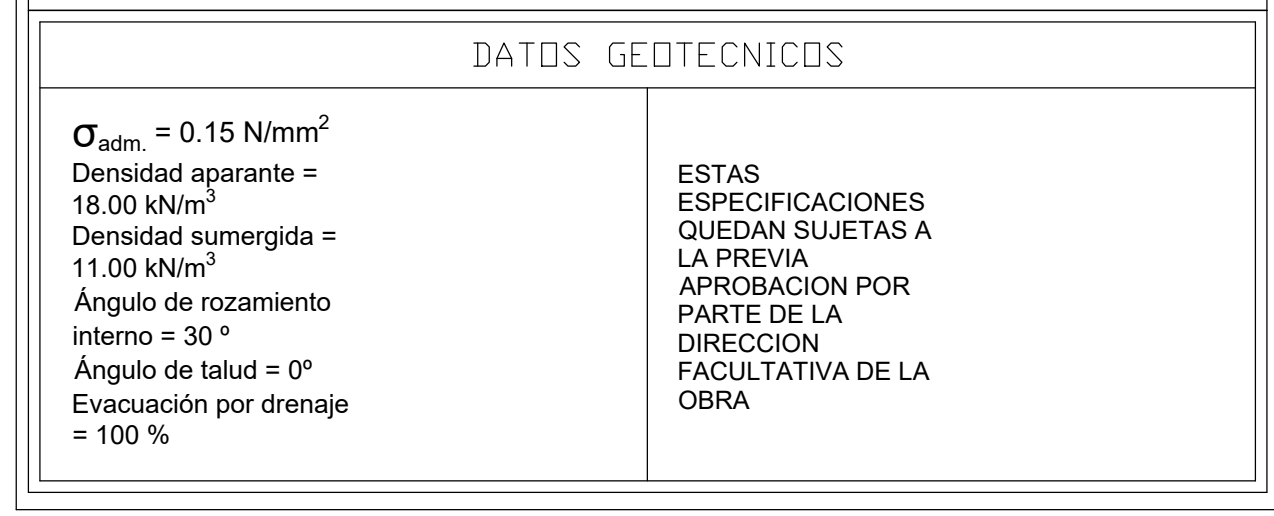 DATOS GEOTECNICOS
σadm. = 0.15 N/mm²
Densidad aparante =
18.00 kN/m³
Densidad sumergida =
11.00 kN/m³
Ángulo de rozamiento
interno = 30 º
Ángulo de talud = 0º
Evacuación por drenaje
= 100 %
ESTAS
ESPECIFICACIONES
QUEDAN SUJETAS A
LA PREVIA
APROBACION POR
PARTE DE LA
DIRECCION
FACULTATIVA DE LA
OBRA